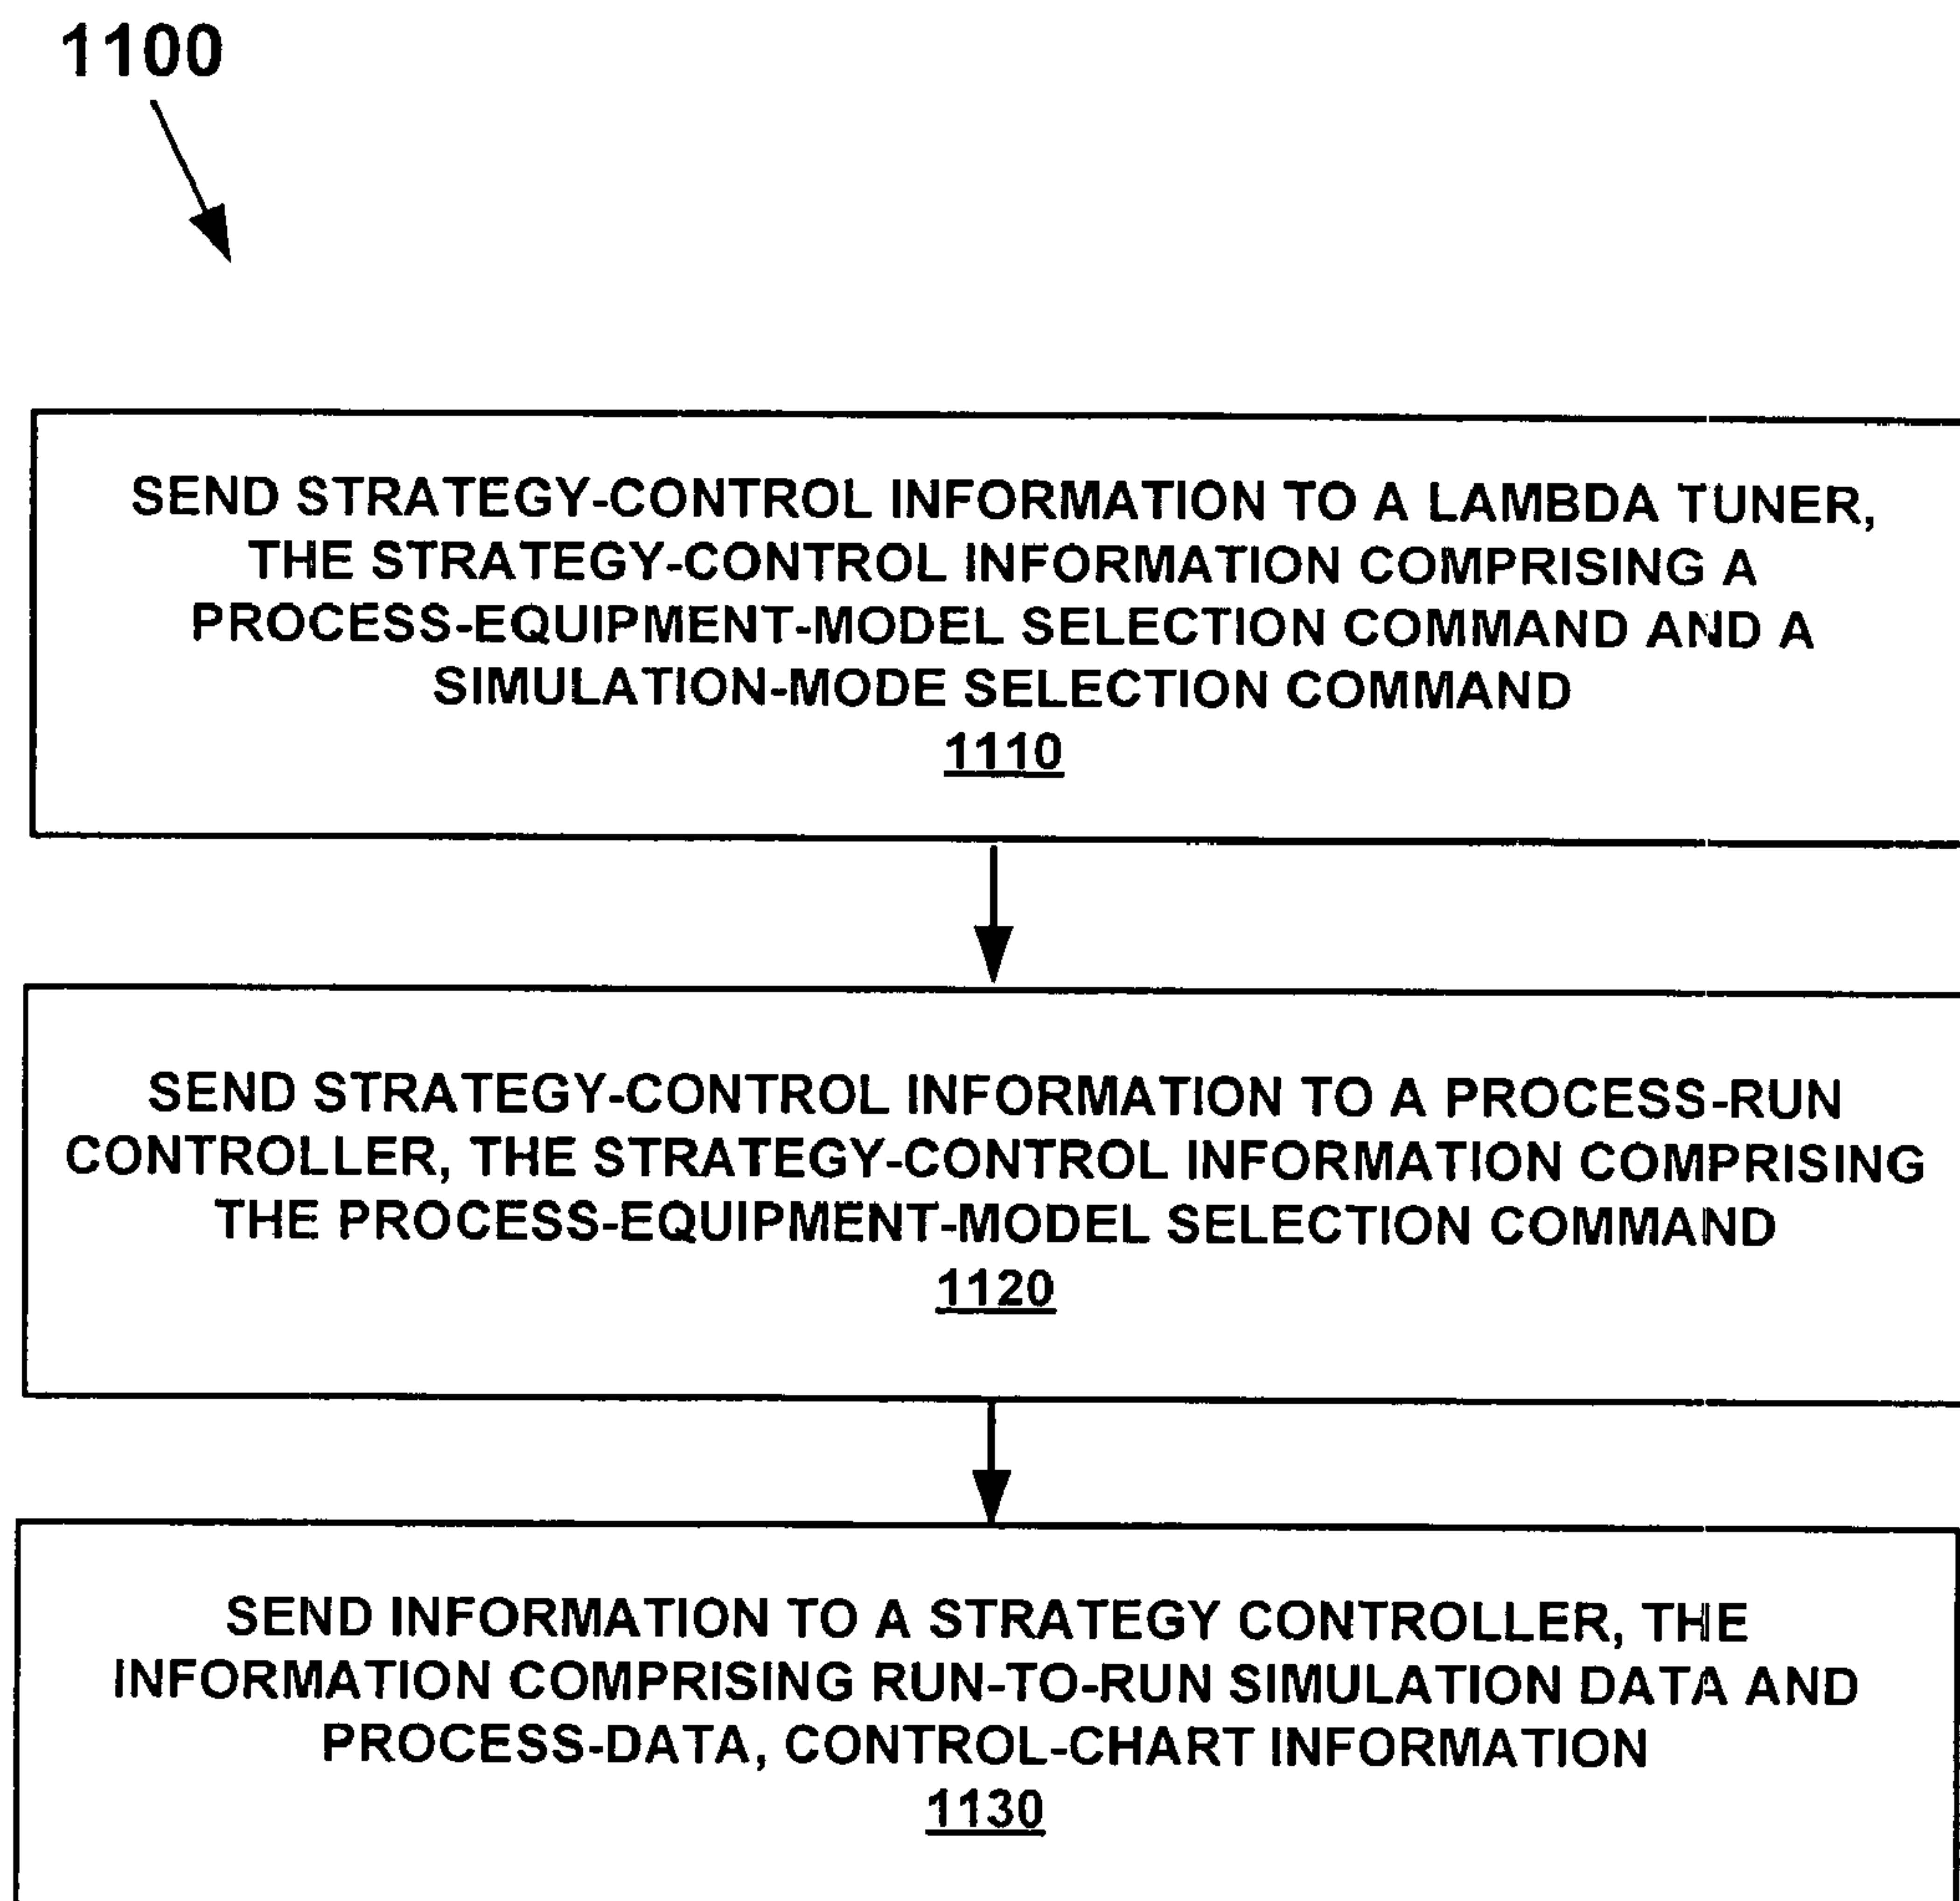 1100
SEND STRATEGY-CONTROL INFORMATION TO A LAMBDA TUNER,
THE STRATEGY-CONTROL INFORMATION COMPRISING A
PROCESS-EQUIPMENT-MODEL SELECTION COMMAND AND A
SIMULATION-MODE SELECTION COMMAND
1110
SEND STRATEGY-CONTROL INFORMATION TO A PROCESS-RUN
CONTROLLER, THE STRATEGY-CONTROL INFORMATION COMPRISING
THE PROCESS-EQUIPMENT-MODEL SELECTION COMMAND
1120
SEND INFORMATION TO A STRATEGY CONTROLLER, THE
INFORMATION COMPRISING RUN-TO-RUN SIMULATION DATA AND
PROCESS-DATA, CONTROL-CHART INFORMATION
1130